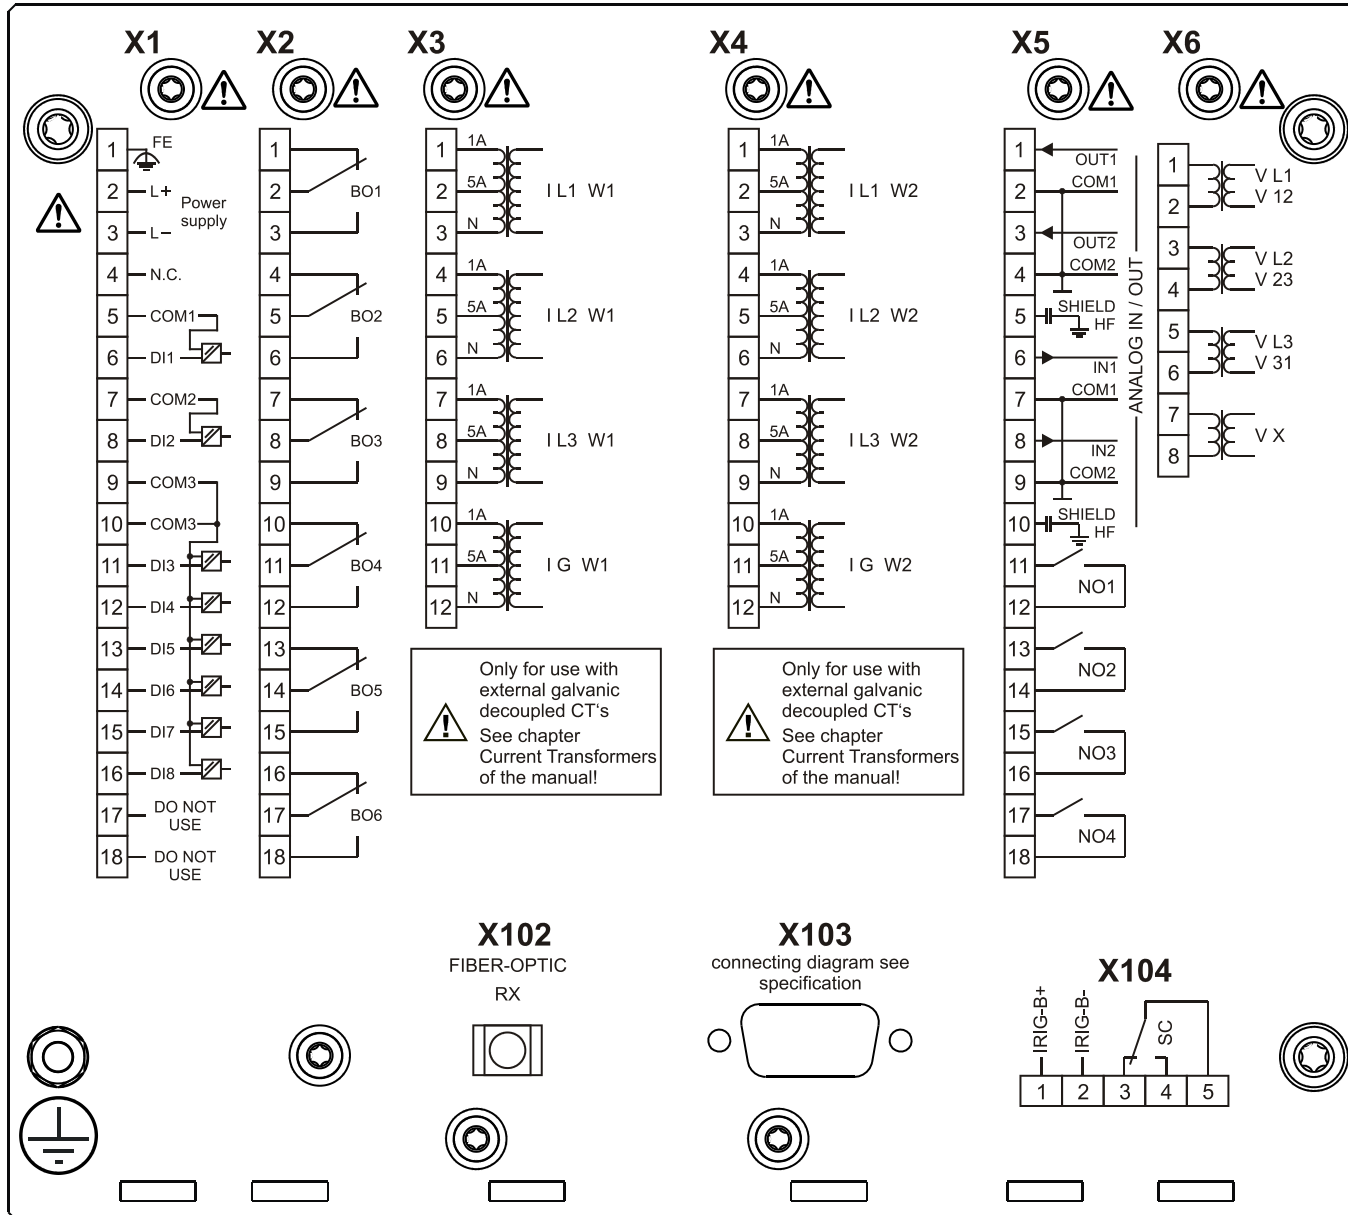 X1 X2 X3 X4 X5 X6
1 FE
2 L+
3 L–
Power
supply
4 N.C.
5 COM1
6 DI1
7 COM2
8 DI2
9 COM3
10 COM3
11 DI3
12 DI4
13 DI5
14 DI6
15 DI7
16 DI8
17 DO NOT
USE
18 DO NOT
USE
1
2 BO1
3
4
5 BO2
6
7
8 BO3
9
10
11 BO4
12
13
14 BO5
15
16
17 BO6
18
1 1A
2 5A I L1 W1
3 N
4 1A
5 5A I L2 W1
6 N
7 1A
8 5A I L3 W1
9 N
10 1A
11 5A I G W1
12 N
Only for use with
external galvanic
decoupled CT‘s
See chapter
Current Transformers
of the manual!
1 1A
2 5A I L1 W2
3 N
4 1A
5 5A I L2 W2
6 N
7 1A
8 5A I L3 W2
9 N
10 1A
11 5A I G W2
12 N
Only for use with
external galvanic
decoupled CT‘s
See chapter
Current Transformers
of the manual!
1 OUT1
2 COM1
3 OUT2
4 COM2
5 SHIELD
HF
6 IN1
7 COM1
8 IN2
9 COM2
10 SHIELD
HF
ANALOG IN / OUT
11
NO1
12
13
NO2
14
15
NO3
16
17
NO4
18
1 V L1
2 V 12
3 V L2
4 V 23
5 V L3
6 V 31
7
V X
8
X102
FIBER-OPTIC
RX
X103
connecting diagram see
specification
X104
IRIG-B+
IRIG-B-
SC
1 2 3 4 5